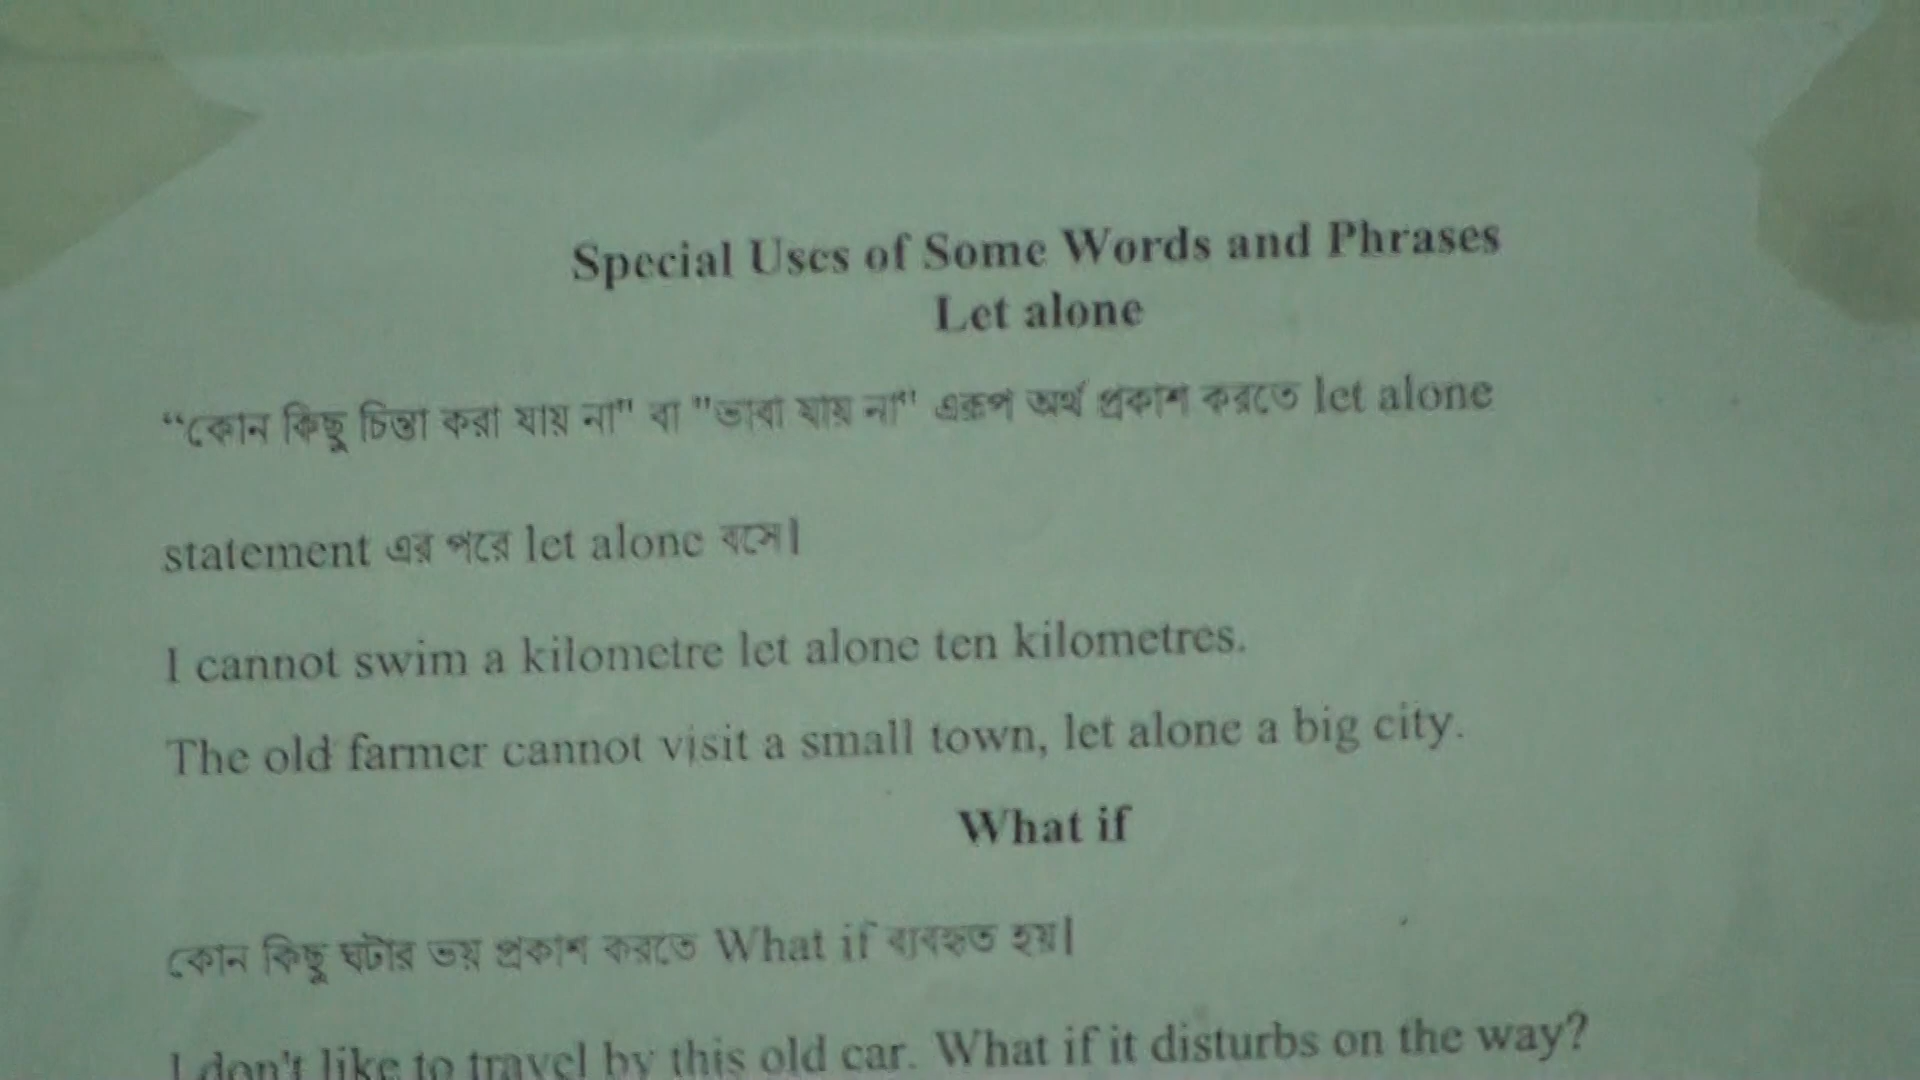 Special Uses of Some Words and Phrases
Let alone
“কোন কিছু চিন্তা করা যায় না" বা "ভাবা যায় না" এরূপ অর্থ প্রকাশ করতে let alone
statement এর পরে let alone বসে।
I cannot swim a kilometre let alone ten kilometres.
The old farmer cannot visit a small town, let alone a big city.
What if
কোন কিছু ঘটার ভয় প্রকাশ করতে What if ব্যবহৃত হয়।
I don't like to travel by this old car. What if it disturbs on the way?